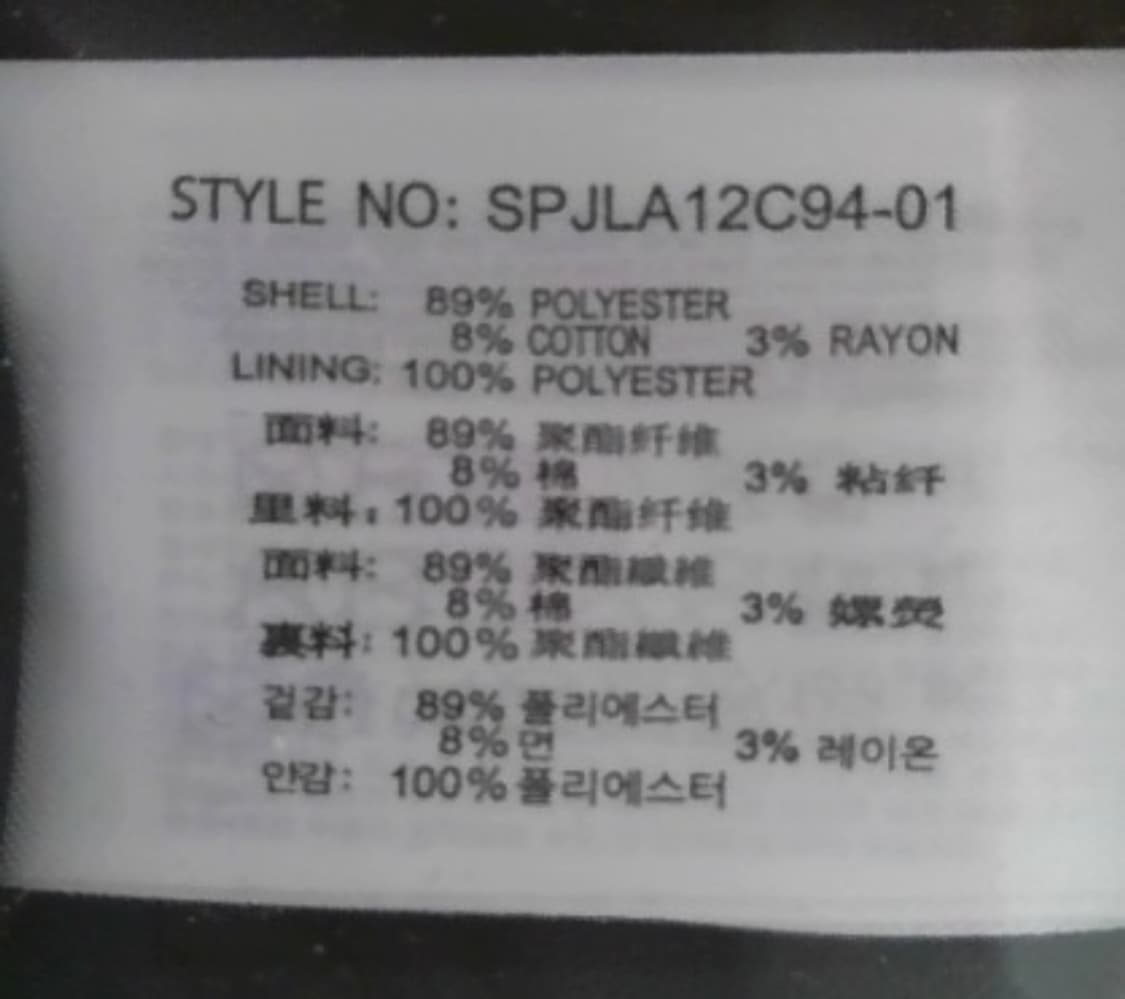 STYLE NO: SPJLA12C94-01
SHELL: 89% POLYESTER
8% COTTON 3% RAYON
LINING: 100% POLYESTER
面料: 89% 聚酯纤维
8% 棉 3% 粘纤
里料: 100% 聚酯纤维
面料: 89% 聚酯纖維
8% 棉 3% 嫘熒
裏料: 100% 聚酯纖維
겉감: 89% 폴리에스터
8% 면 3% 레이온
안감: 100% 폴리에스터